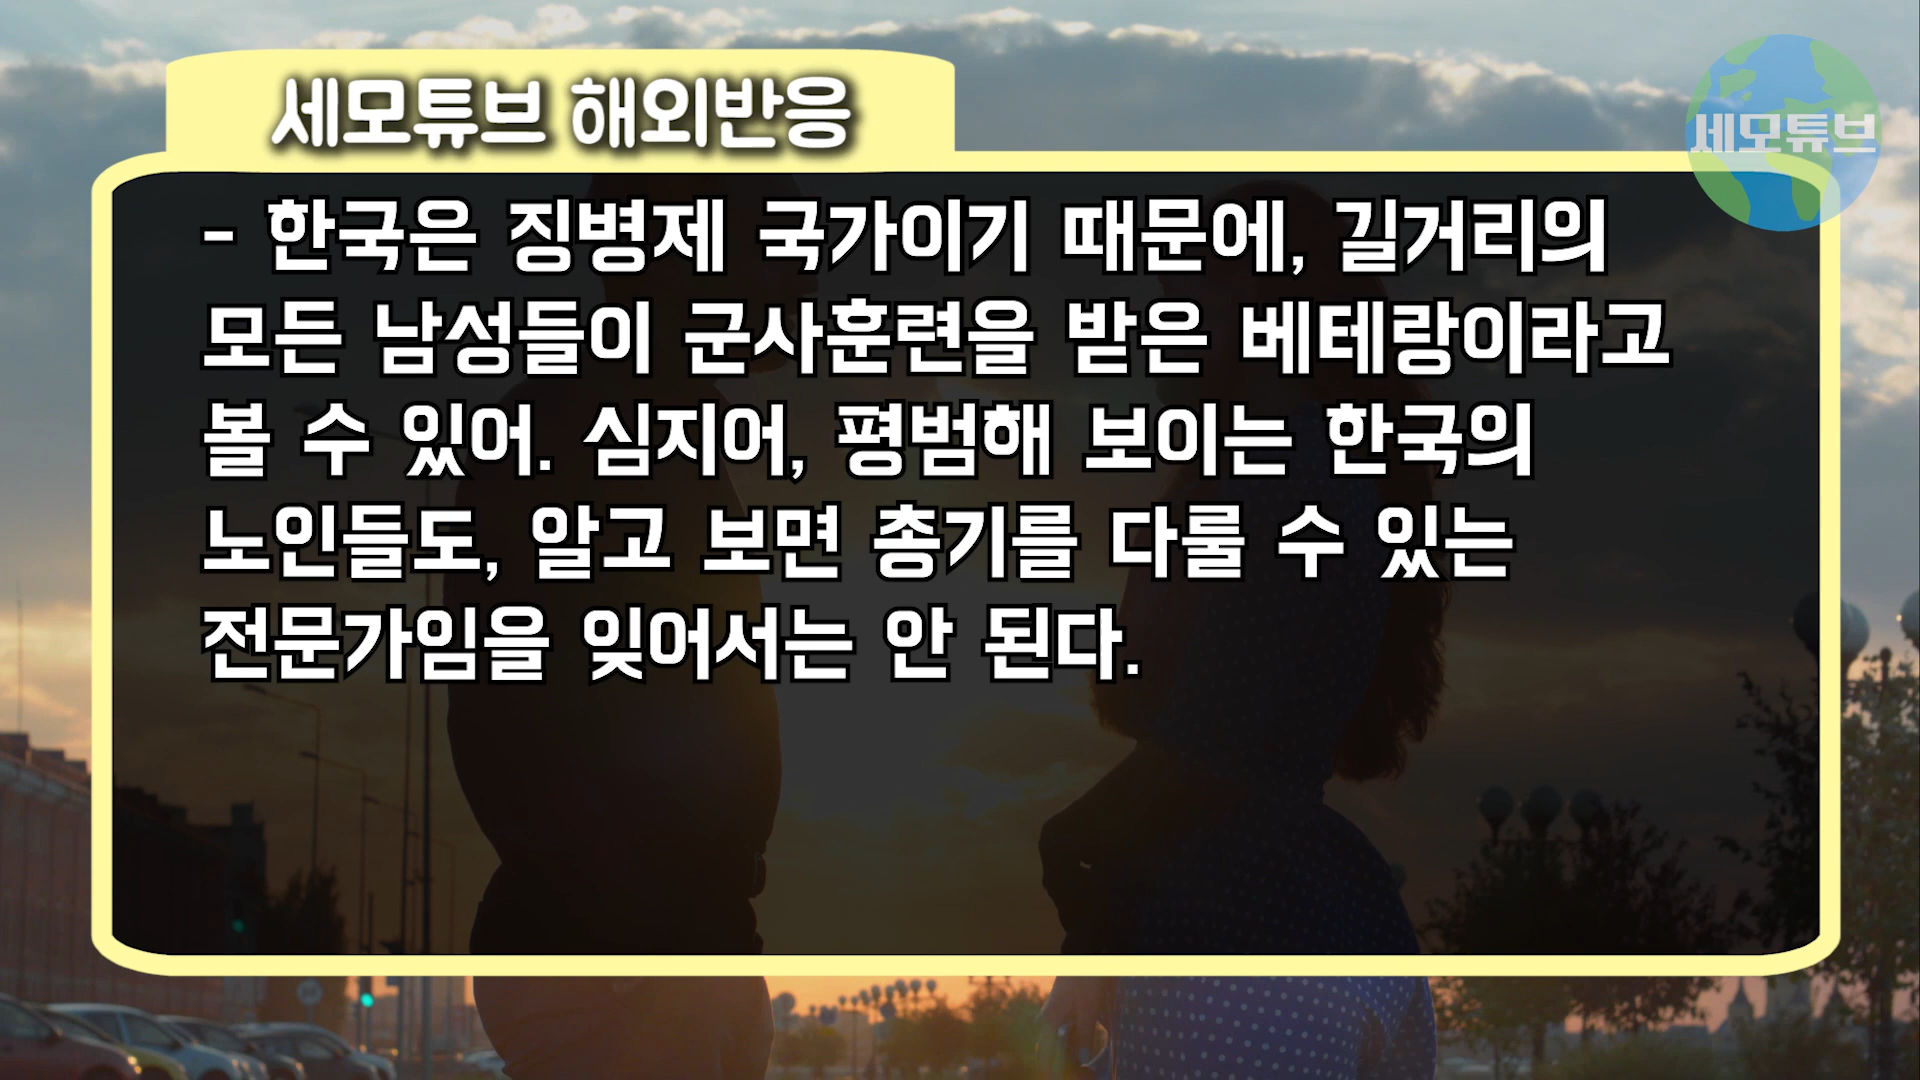 세모튜브 해외반응
세모튜브
- 한국은 징병제 국가이기 때문에, 길거리의
모든 남성들이 군사훈련을 받은 베테랑이라고
볼 수 있어. 심지어, 평범해 보이는 한국의
노인들도, 알고 보면 총기를 다룰 수 있는
전문가임을 잊어서는 안 된다.